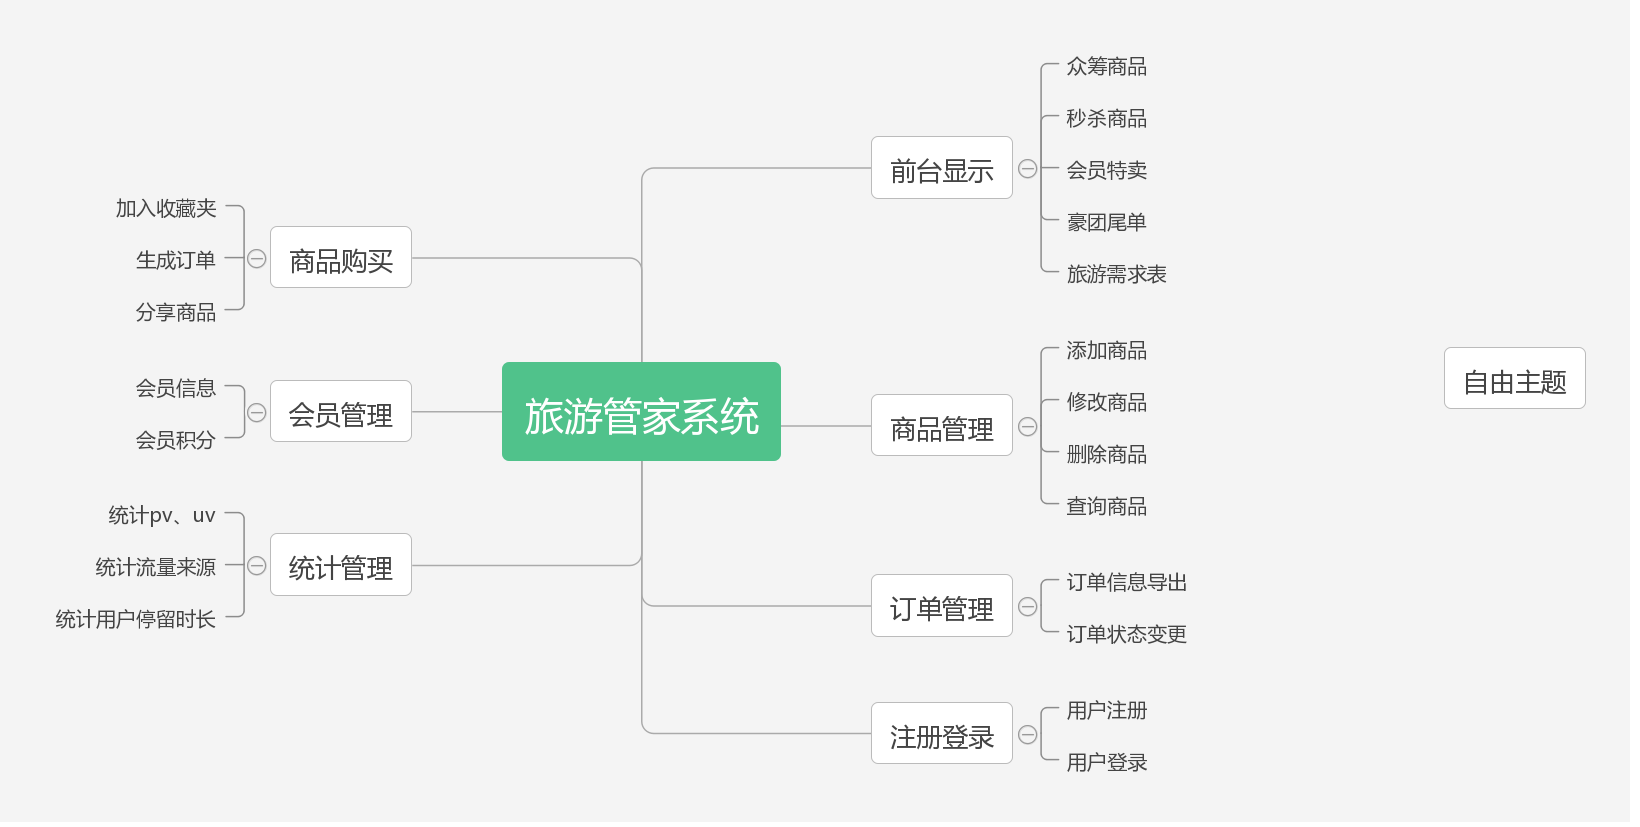 旅游管家系统
前台显示
众筹商品
秒杀商品
会员特卖
豪团尾单
旅游需求表
商品管理
添加商品
修改商品
删除商品
查询商品
订单管理
订单信息导出
订单状态变更
注册登录
用户注册
用户登录
商品购买
加入收藏夹
生成订单
分享商品
会员管理
会员信息
会员积分
统计管理
统计pv、uv
统计流量来源
统计用户停留时长
自由主题